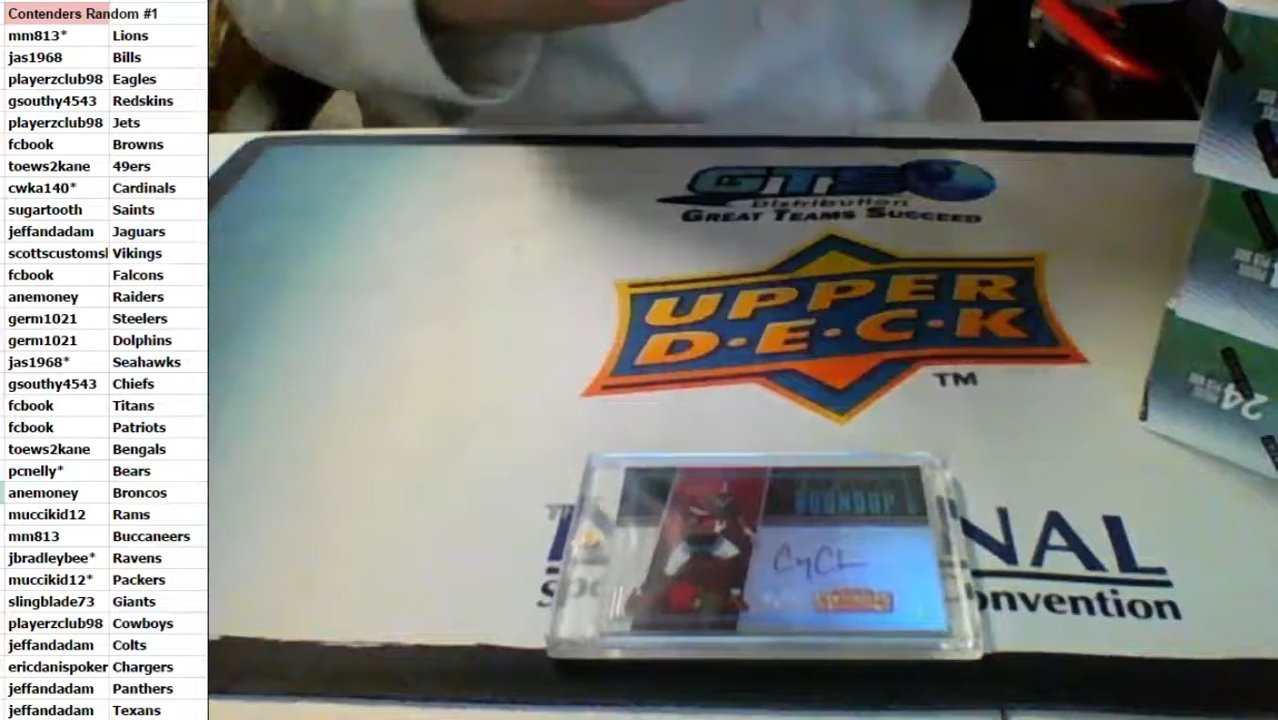 Contenders Random #1
mm813* Lions
jas1968 Bills
playerzclub98 Eagles
gsouthy4543 Redskins
playerzclub98 Jets
fcbook Browns
toews2kane 49ers
cwka140* Cardinals
sugartooth Saints
jeffandadam Jaguars
scottscustoms Vikings
fcbook Falcons
anemoney Raiders
germ1021 Steelers
germ1021 Dolphins
jas1968* Seahawks
gsouthy4543 Chiefs
fcbook Titans
fcbook Patriots
toews2kane Bengals
pcnelly* Bears
anemoney Broncos
muccikid12 Rams
mm813 Buccaneers
jbradleybee* Ravens
muccikid12* Packers
slingblade73 Giants
playerzclub98 Cowboys
jeffandadam Colts
ericdanispoker Chargers
jeffandadam Panthers
jeffandadam Texans
GTS
Distribution
GREAT TEAMS SUCCEED
UPPER
D·E·C·K
TM
ROUNDUP
NAL
onvention
24